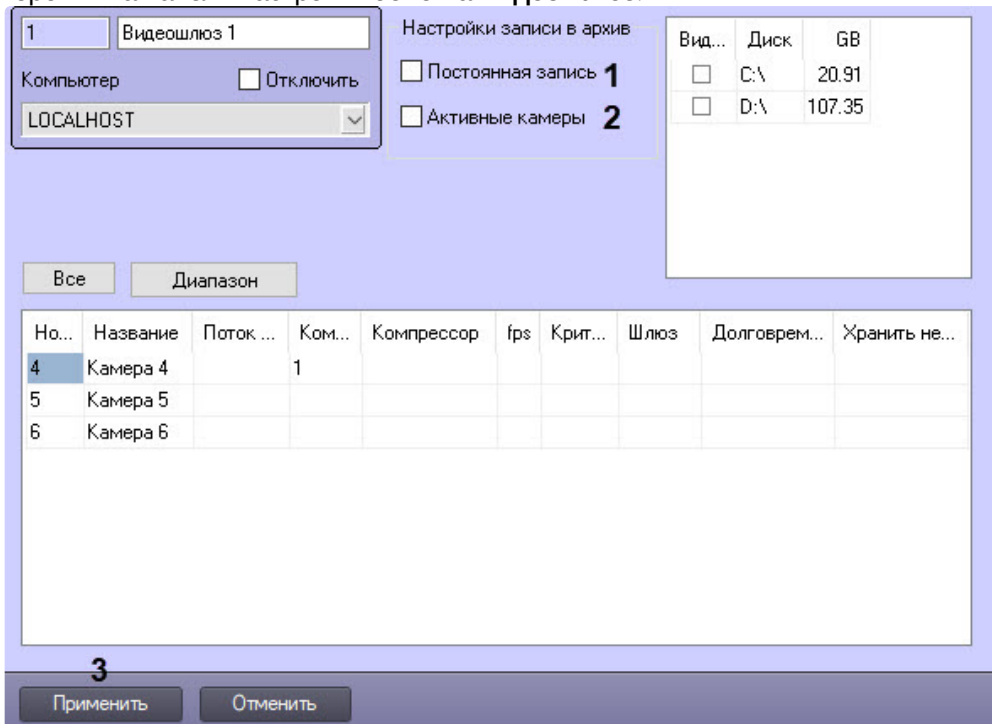 1 Видеошлюз 1
Компьютер Отключить
LOCALHOST
Настройки записи в архив
Постоянная запись 1
Активные камеры 2
Вид... Диск GB
C:\ 20.91
D:\ 107.35
Все Диапазон
Но... Название Поток ... Ком... Компрессор fps Крит... Шлюз Долговрем... Хранить не...
4 Камера 4 1
5 Камера 5
6 Камера 6
3
Применить Отменить